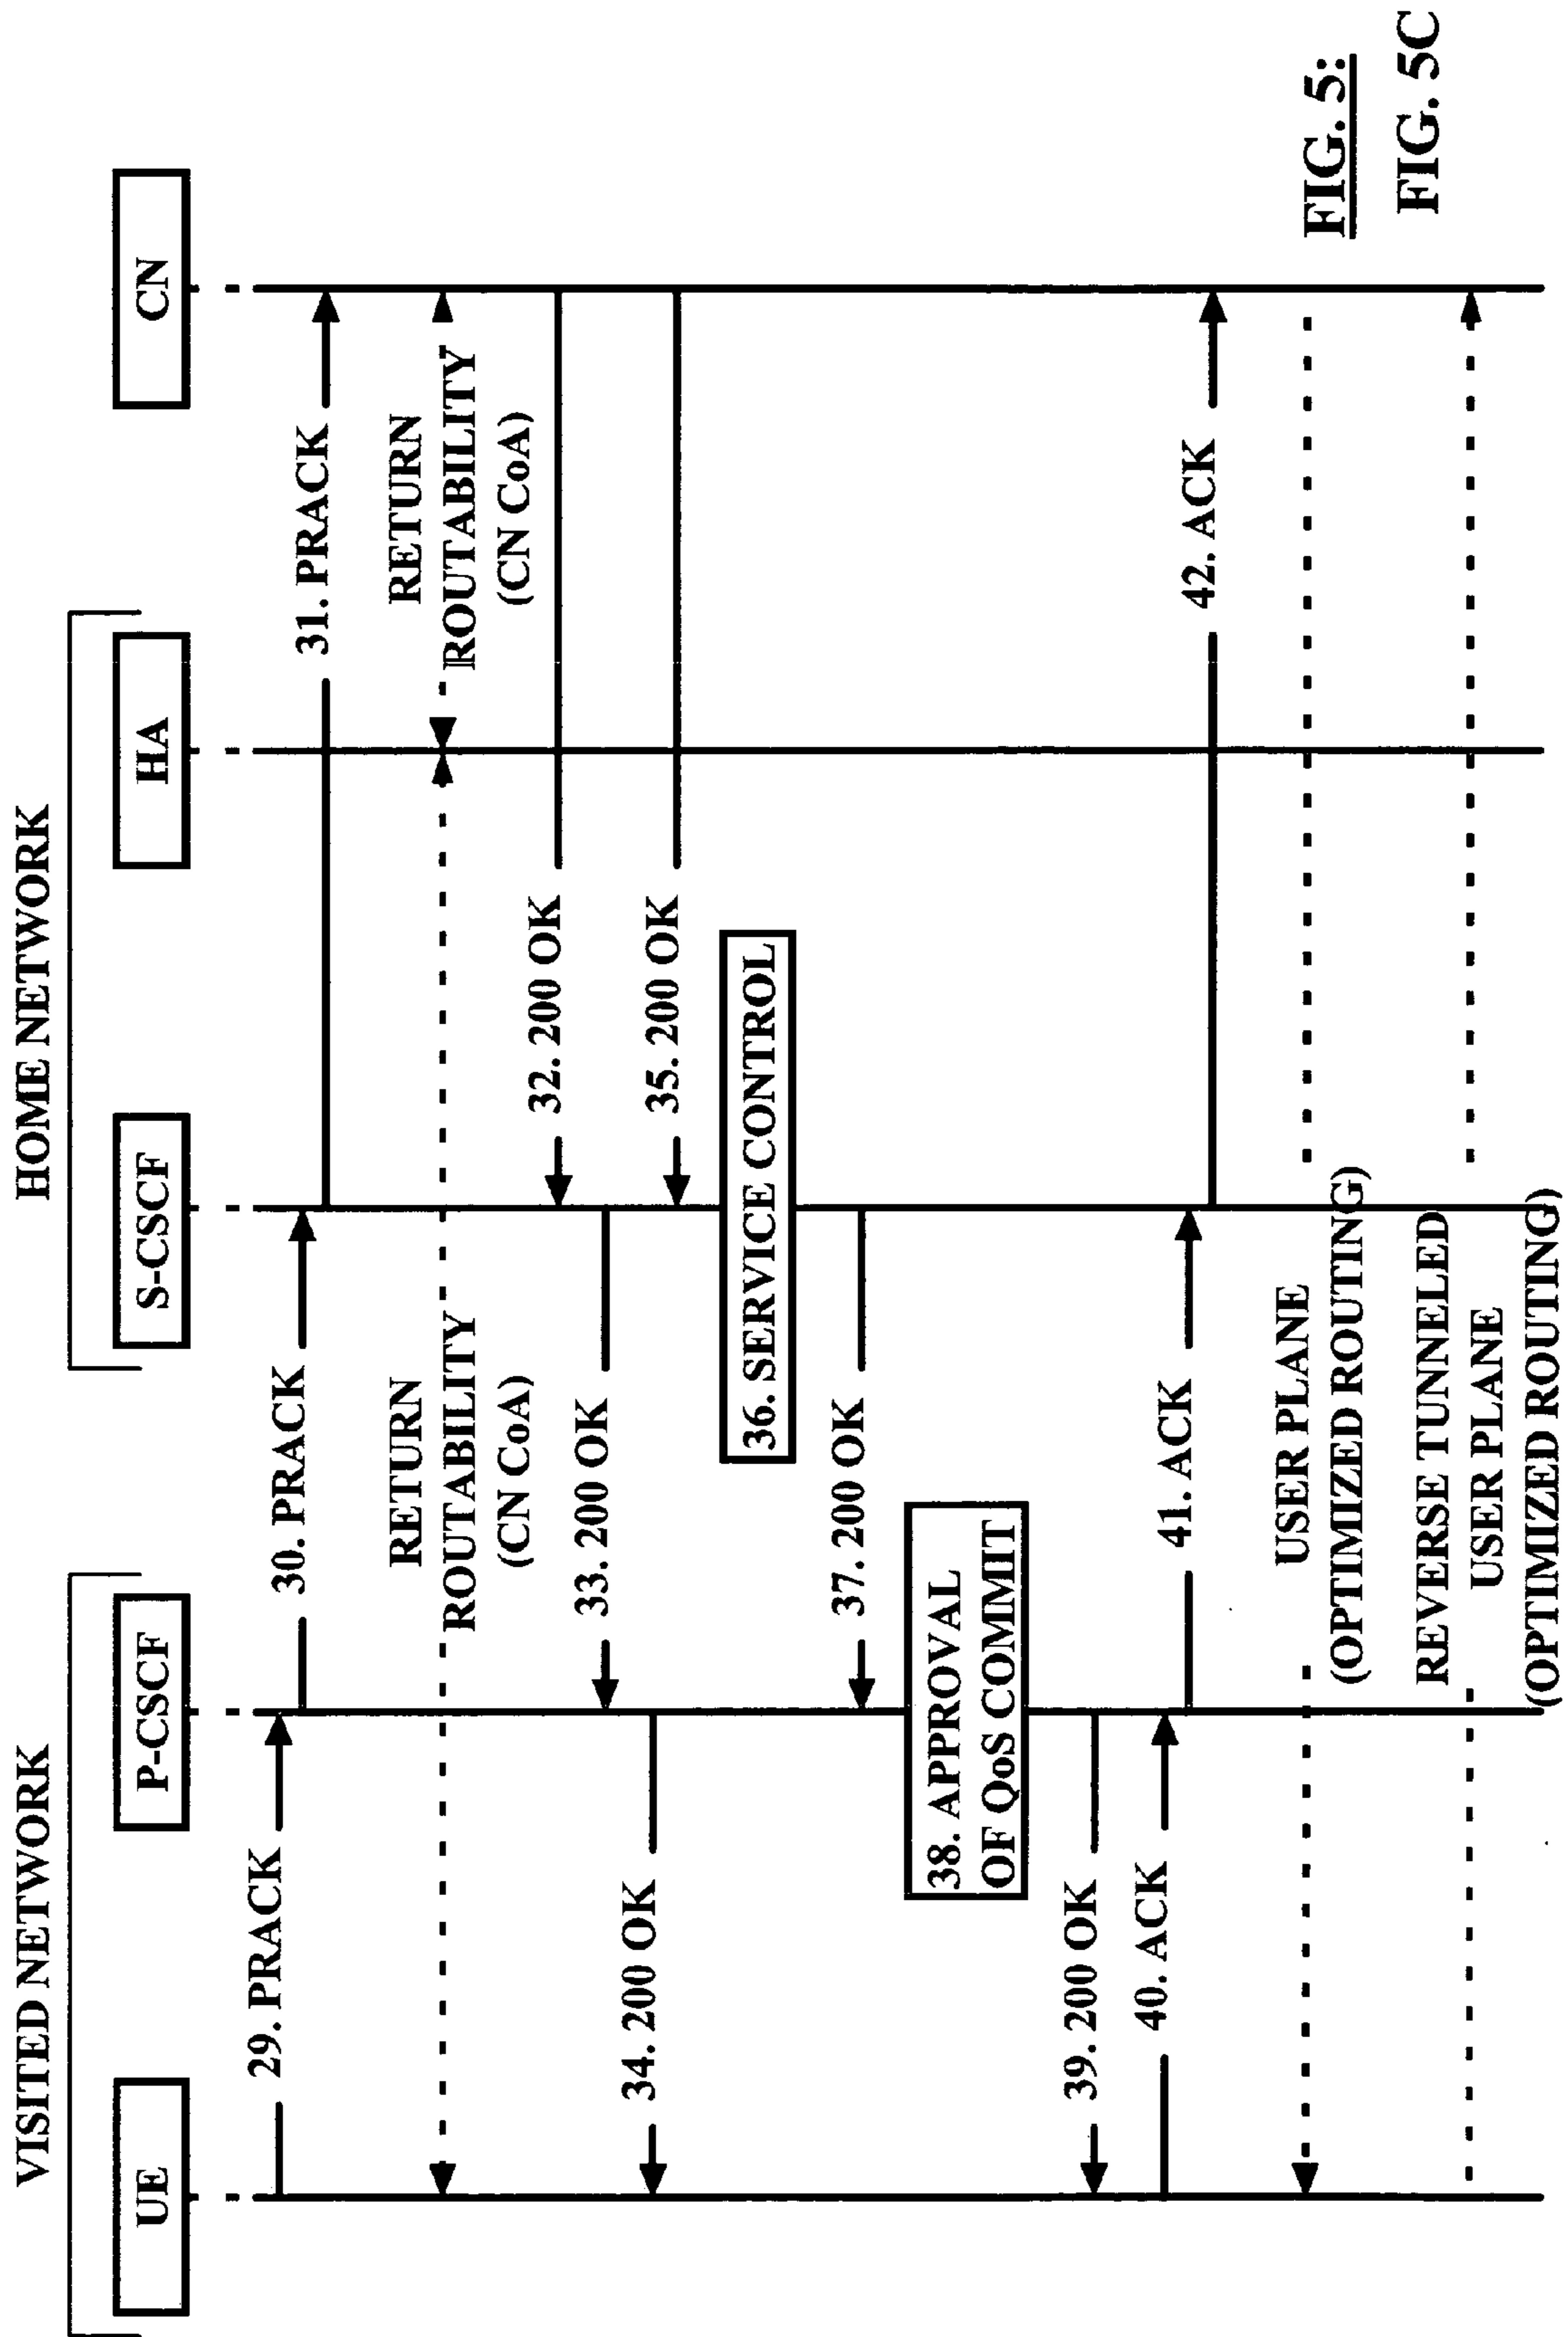 VISITED NETWORK
HOME NETWORK
UE
P-CSCF
S-CSCF
HA
CN
29. PRACK
30. PRACK
31. PRACK
RETURN
ROUTABILITY
(CN CoA)
RETURN
ROUTABILITY
(CN CoA)
32. 200 OK
33. 200 OK
34. 200 OK
35. 200 OK
36. SERVICE CONTROL
37. 200 OK
38. APPROVAL
OF QoS COMMIT
39. 200 OK
40. ACK
41. ACK
42. ACK
USER PLANE
(OPTIMIZED ROUTING)
REVERSE TUNNELED
USER PLANE
(OPTIMIZED ROUTING)
FIG. 5:
FIG. 5C